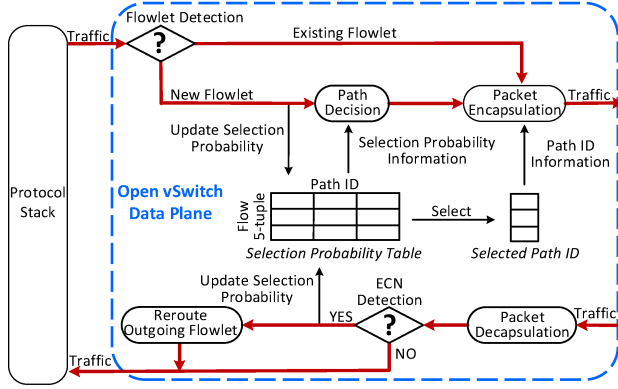 Flowlet Detection
Traffic
?
Existing Flowlet
New Flowlet
Path
Decision
Packet
Encapsulation
Traffic
Update Selection
Probability
Selection Probability
Information
Path ID
Information
Protocol
Stack
Open vSwitch
Data Plane
Path ID
Flow
5-tuple
Select
Selection Probability Table
Selected Path ID
Update Selection
Probability
ECN
Detection
Reroute
Outgoing Flowlet
YES
?
Packet
Decapsulation
Traffic
NO
Traffic